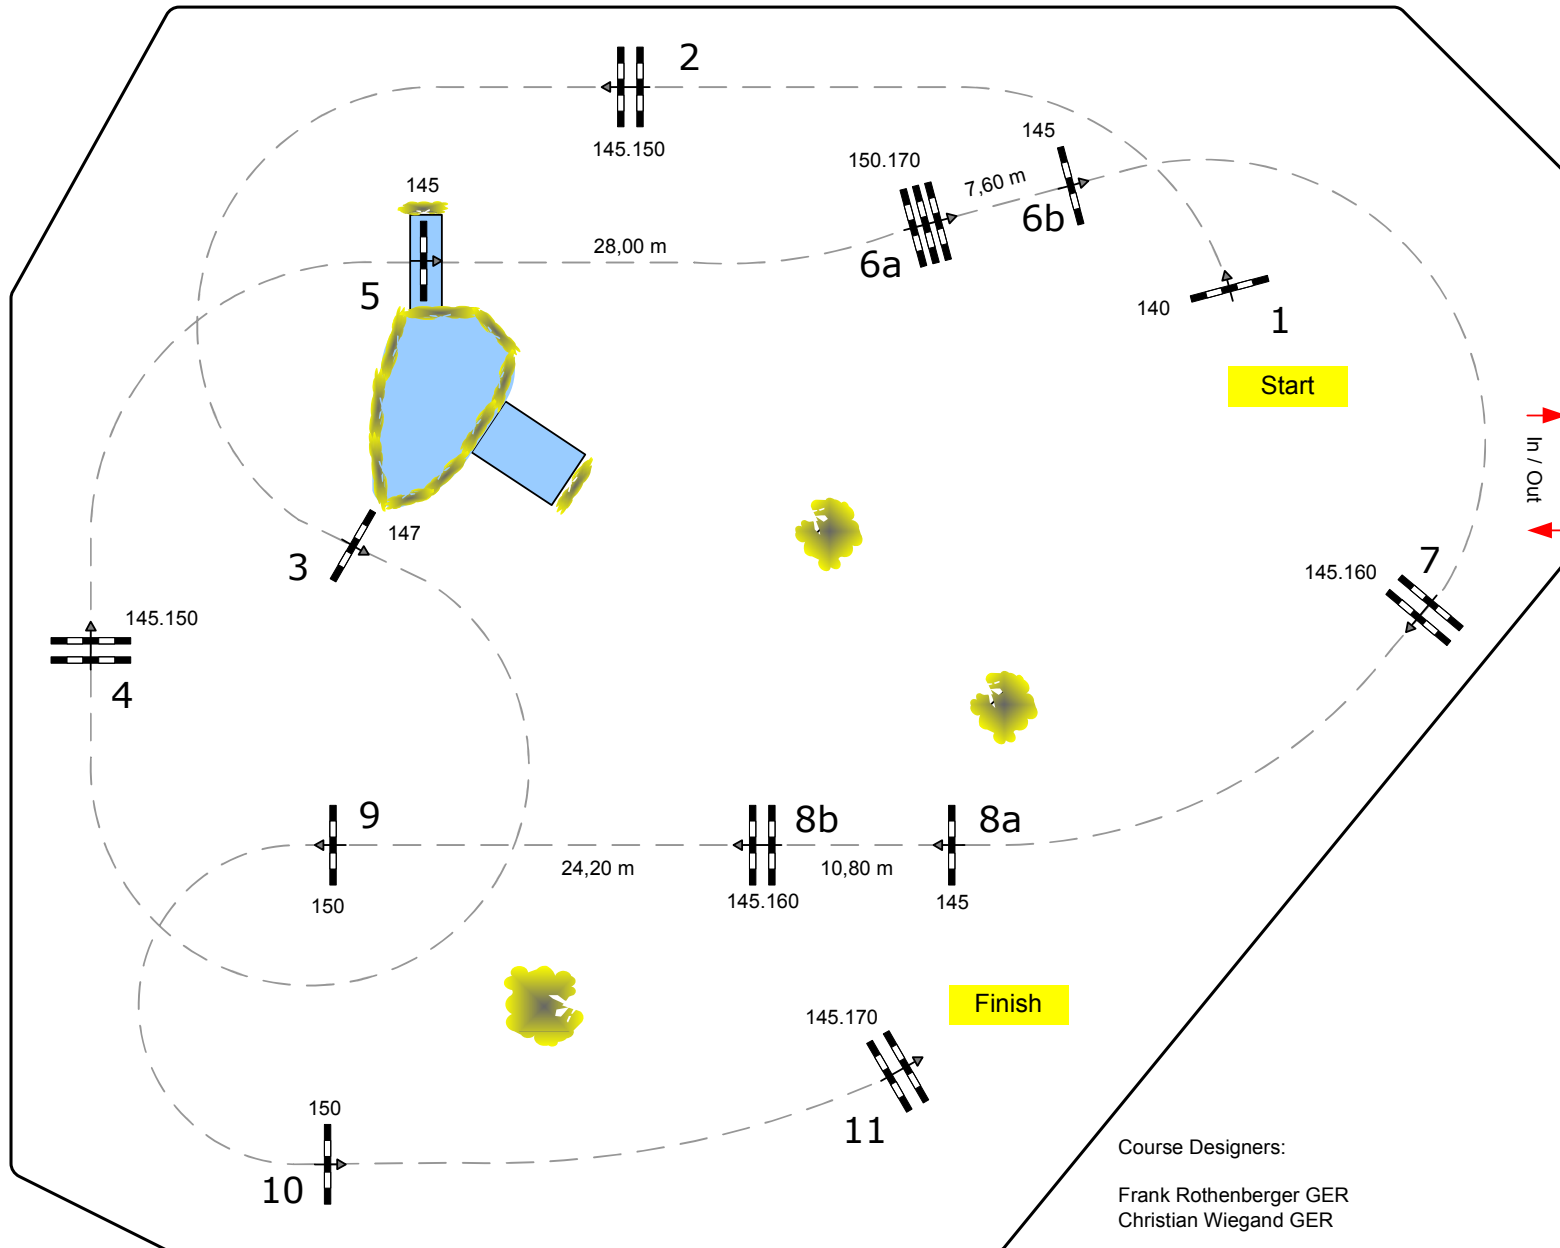 2
145.150
145
150.170
7,60 m
6b
145
28,00 m
6a
5
140
1
Start
In / Out
147
3
7
145.160
145.150
4
9
8b
8a
24,20 m
10,80 m
150
145.160
145
Finish
145.170
150
11
10
Course Designers:
Frank Rothenberger GER
Christian Wiegand GER